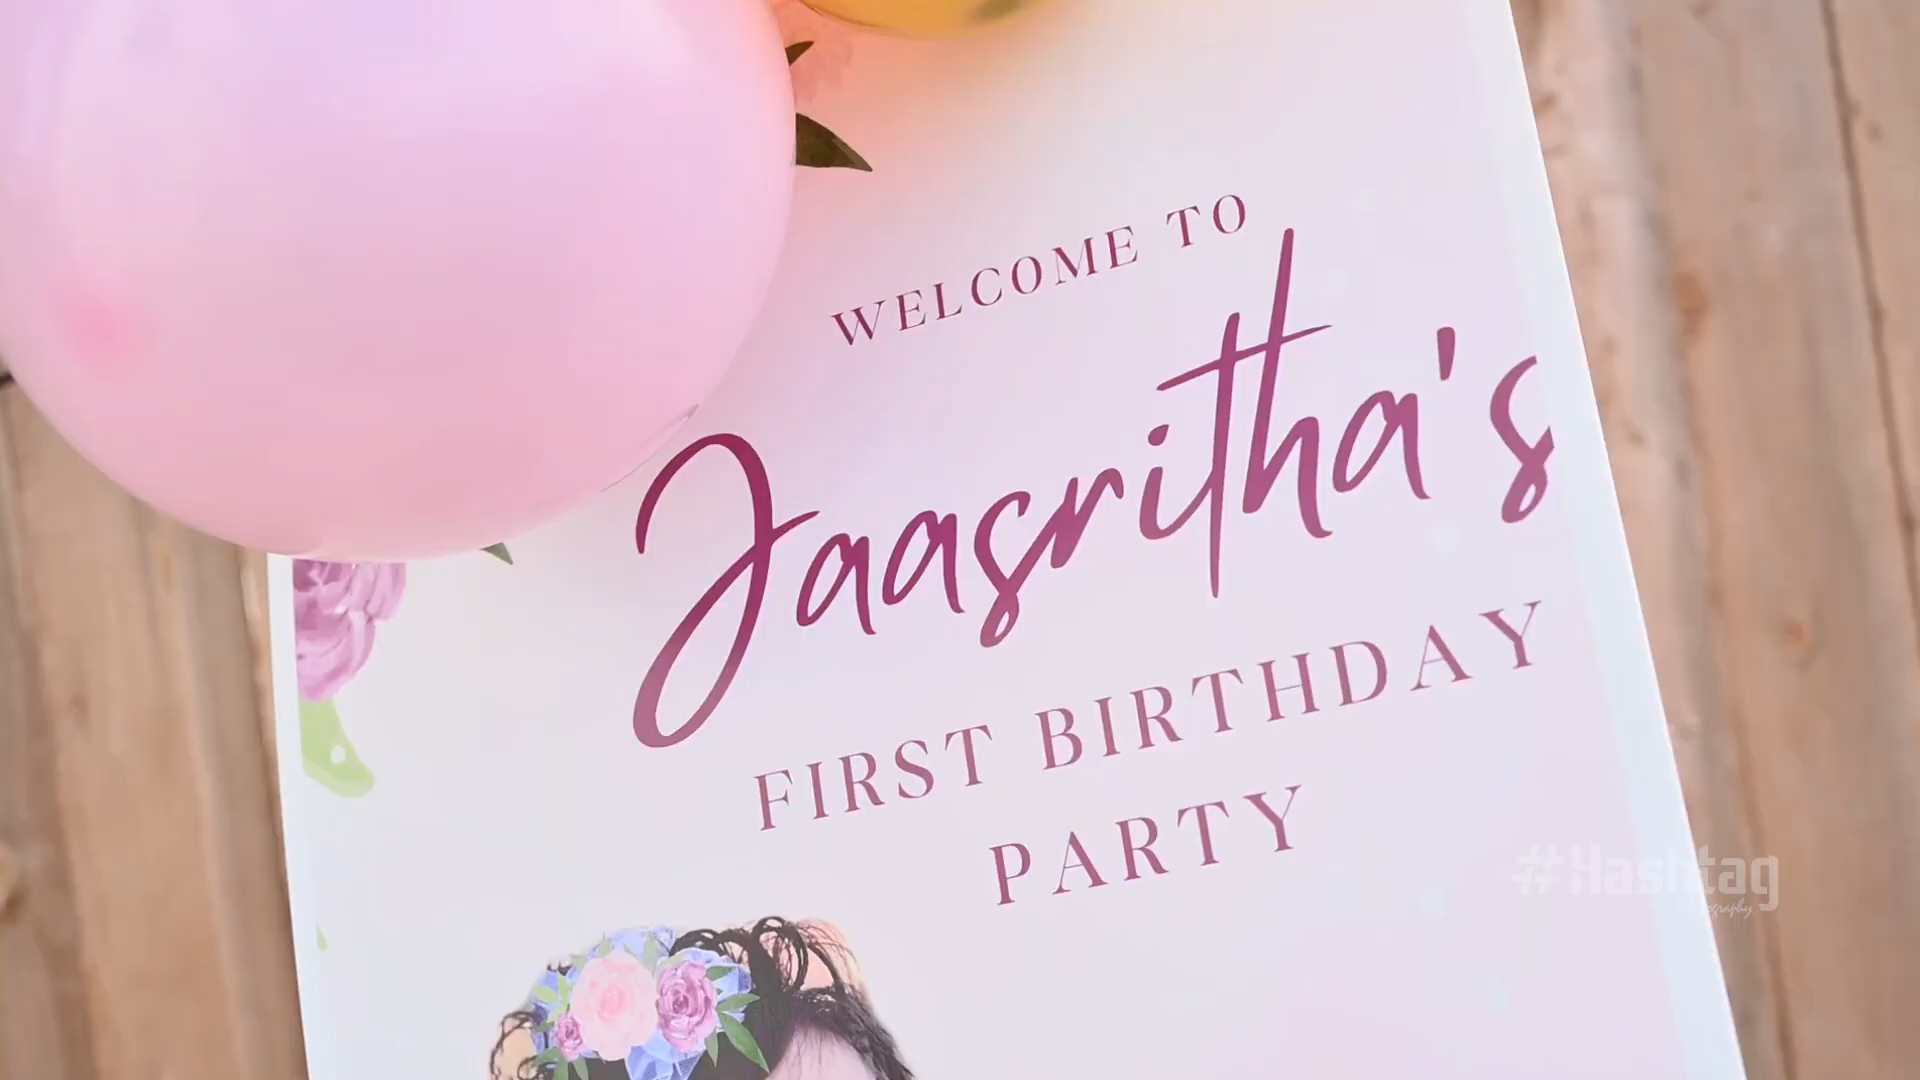 WELCOME TO
Jaasritha's
FIRST BIRTHDAY
PARTY
#Hashtag